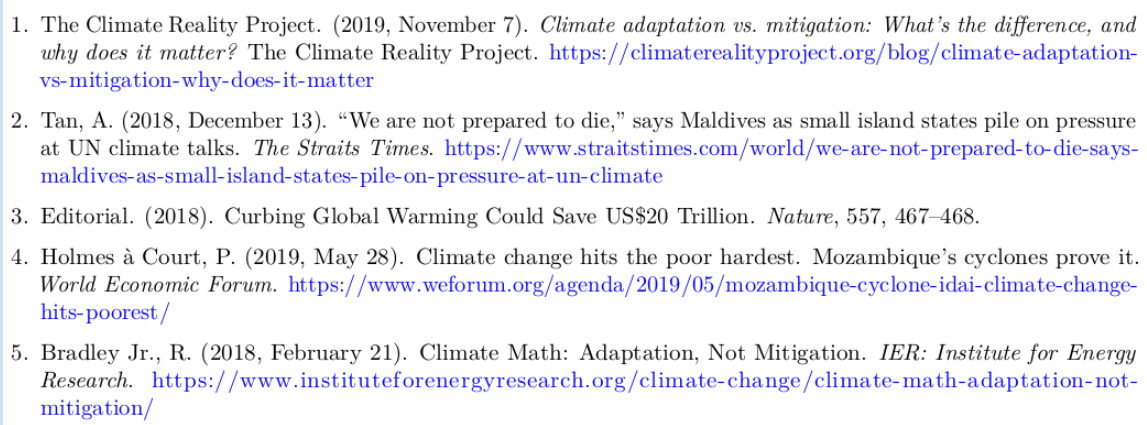 1. The Climate Reality Project. (2019, November 7). Climate adaptation vs. mitigation: What's the difference, and
why does it matter? The Climate Reality Project. https://climaterealityproject.org/blog/climate-adaptation-
vs-mitigation-why-does-it-matter
2. Tan, A. (2018, December 13). “We are not prepared to die,” says Maldives as small island states pile on pressure
at UN climate talks. The Straits Times. https://www.straitstimes.com/world/we-are-not-prepared-to-die-says-
maldives-as-small-island-states-pile-on-pressure-at-un-climate
3. Editorial. (2018). Curbing Global Warming Could Save US$20 Trillion. Nature, 557, 467–468.
4. Holmes à Court, P. (2019, May 28). Climate change hits the poor hardest. Mozambique's cyclones prove it.
World Economic Forum. https://www.weforum.org/agenda/2019/05/mozambique-cyclone-idai-climate-change-
hits-poorest/
5. Bradley Jr., R. (2018, February 21). Climate Math: Adaptation, Not Mitigation. IER: Institute for Energy
Research. https://www.instituteforenergyresearch.org/climate-change/climate-math-adaptation-not-
mitigation/